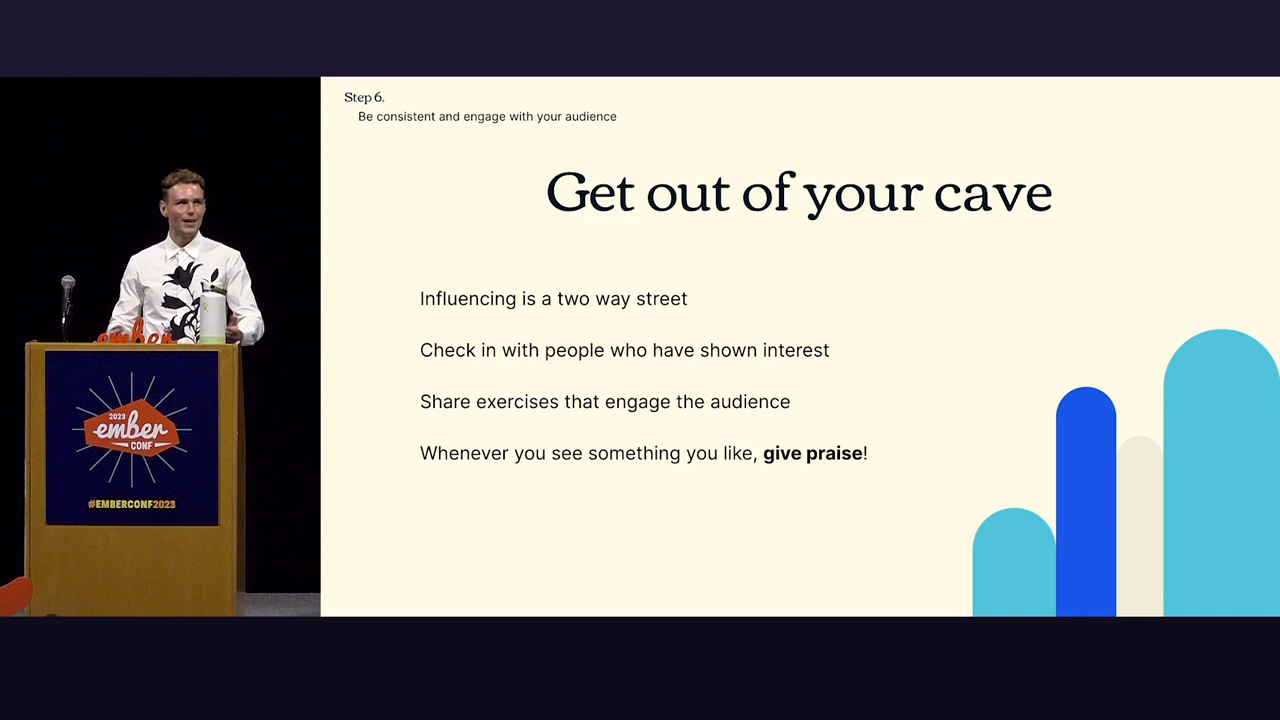 Step 6.
Be consistent and engage with your audience
Get out of your cave
Influencing is a two way street
Check in with people who have shown interest
Share exercises that engage the audience
Whenever you see something you like, give praise!
ember
2023
ember
CONF
#EMBERCONF2023